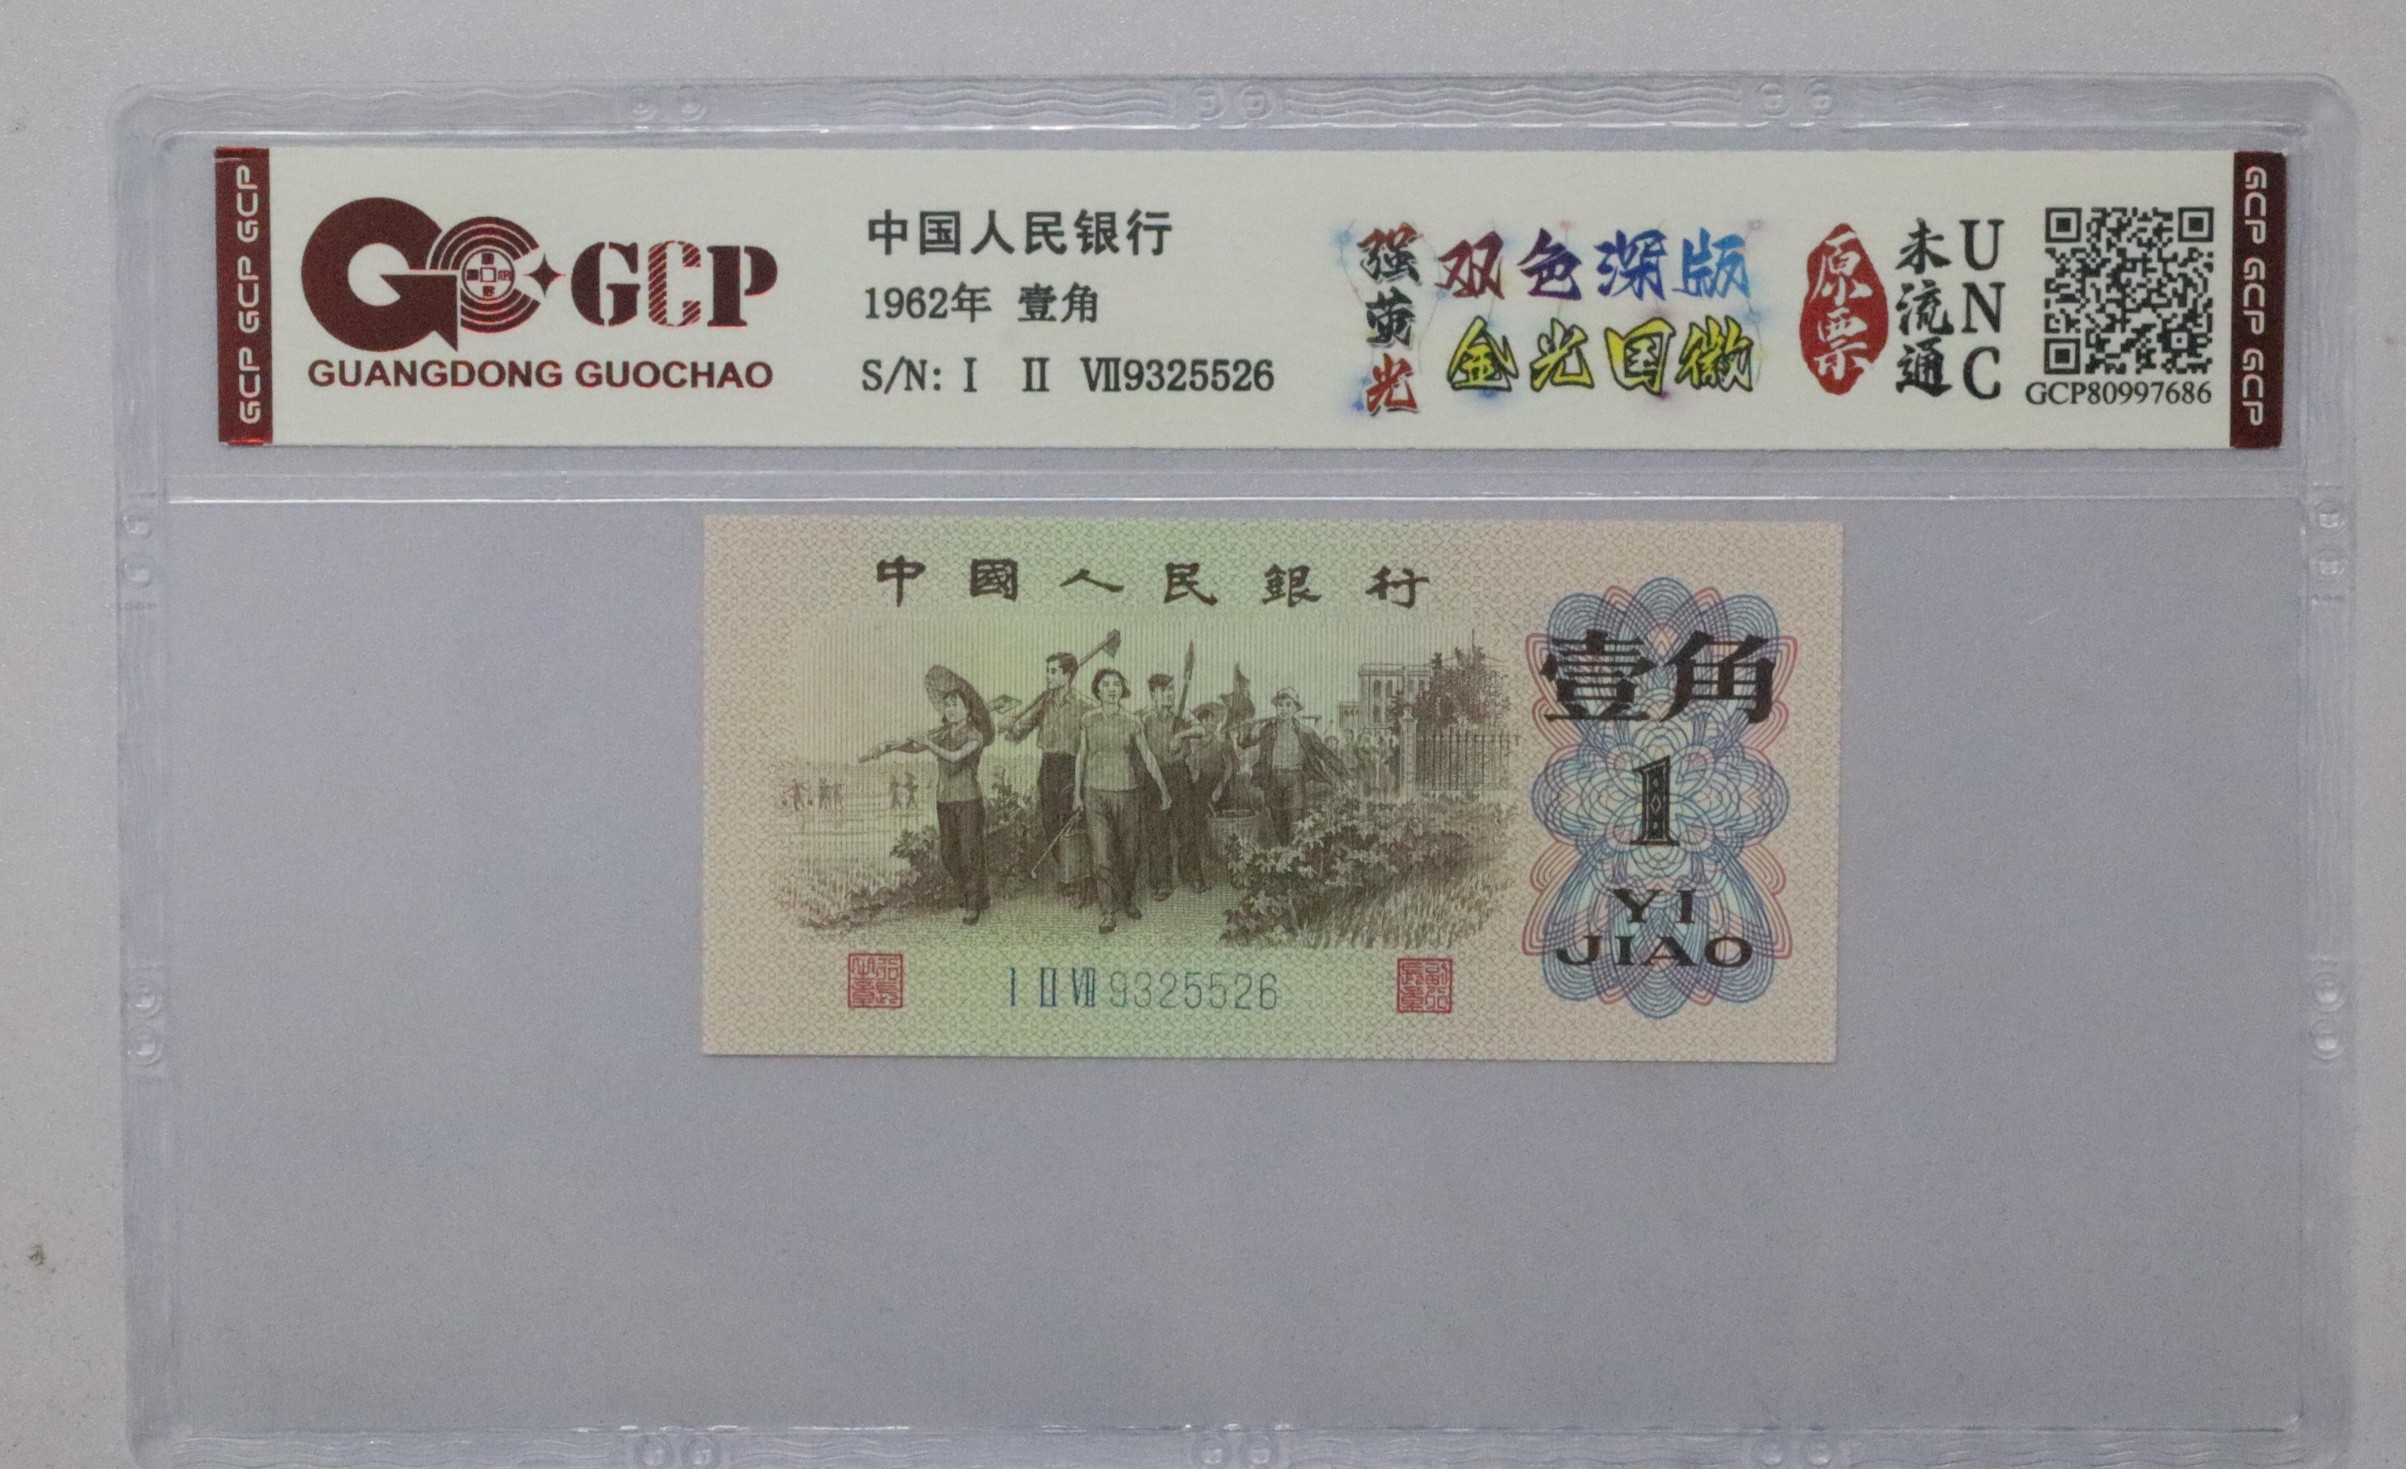 GCP GCP GCP
GCP
GUANGDONG GUOCHAO
中国人民银行
1962年 壹角
S/N: I II VII9325526
强荧光
双色深版
金光国徽
原票
未流通
UNC
GCP80997686
GCP GCP GCP
中國人民銀行
壹角
1
YI
JIAO
I II VII 9325526